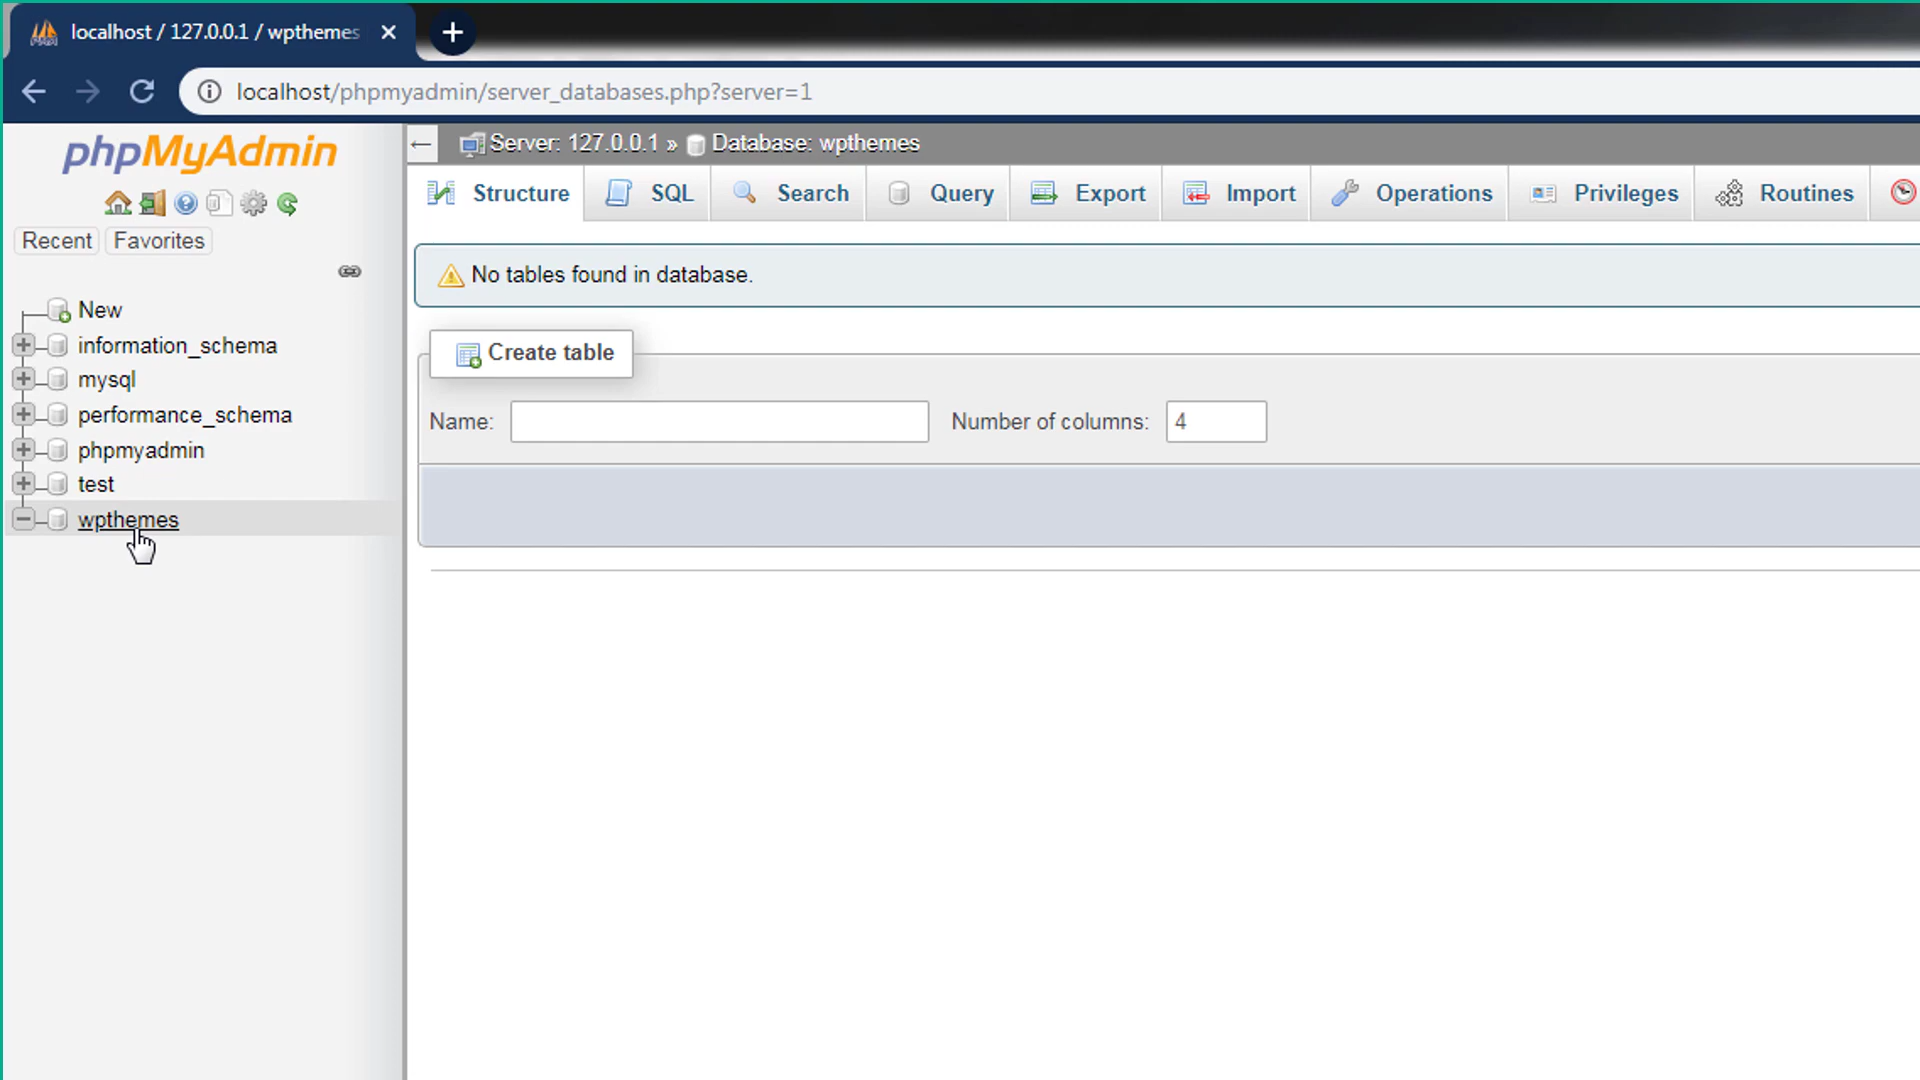 localhost / 127.0.0.1 / wpthemes
localhost/phpmyadmin/server_databases.php?server=1
phpMyAdmin
Recent Favorites
New
information_schema
mysql
performance_schema
phpmyadmin
test
wpthemes
Server: 127.0.0.1 » Database: wpthemes
Structure SQL Search Query Export Import Operations Privileges Routines
No tables found in database.
Create table
Name: Number of columns: 4